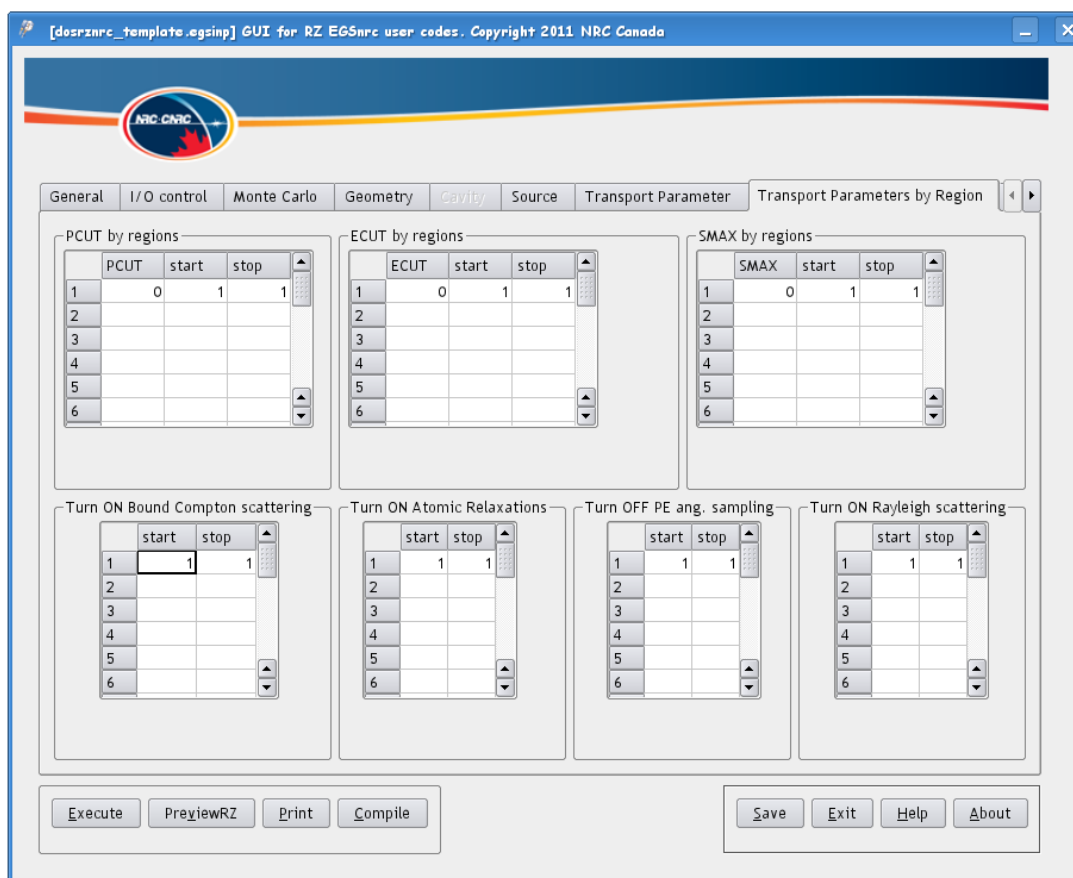 [dosrznrc_template.egsinp] GUI for RZ EGSnrc user codes. Copyright 2011 NRC Canada
NRC·CNRC
General I/O control Monte Carlo Geometry Cavity Source Transport Parameter Transport Parameters by Region
PCUT by regions ECUT by regions SMAX by regions
PCUT start stop ECUT start stop SMAX start stop
1 0 1 1 1 0 1 1 1 0 1 1
2 2 2
3 3 3
4 4 4
5 5 5
6 6 6
Turn ON Bound Compton scattering Turn ON Atomic Relaxations Turn OFF PE ang. sampling Turn ON Rayleigh scattering
start stop start stop start stop start stop
1 1 1 1 1 1 1 1 1 1 1 1
2 2 2 2
3 3 3 3
4 4 4 4
5 5 5 5
6 6 6 6
Execute PreviewRZ Print Compile Save Exit Help About